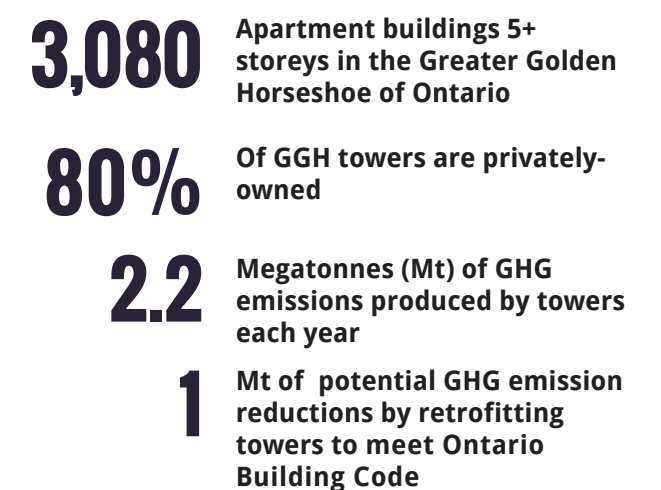 3,080
Apartment buildings 5+
storeys in the Greater Golden
Horseshoe of Ontario
80%
Of GGH towers are privately-
owned
2.2
Megatonnes (Mt) of GHG
emissions produced by towers
each year
1
Mt of  potential GHG emission
reductions by retrofitting
towers to meet Ontario
Building Code